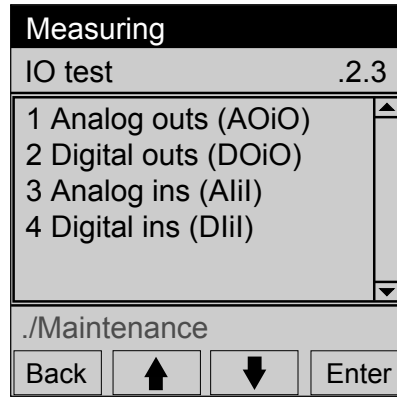 Measuring
IO test .2.3
1 Analog outs (AOiO)
2 Digital outs (DOiO)
3 Analog ins (AIiI)
4 Digital ins (DIiI)
./Maintenance
Back Enter